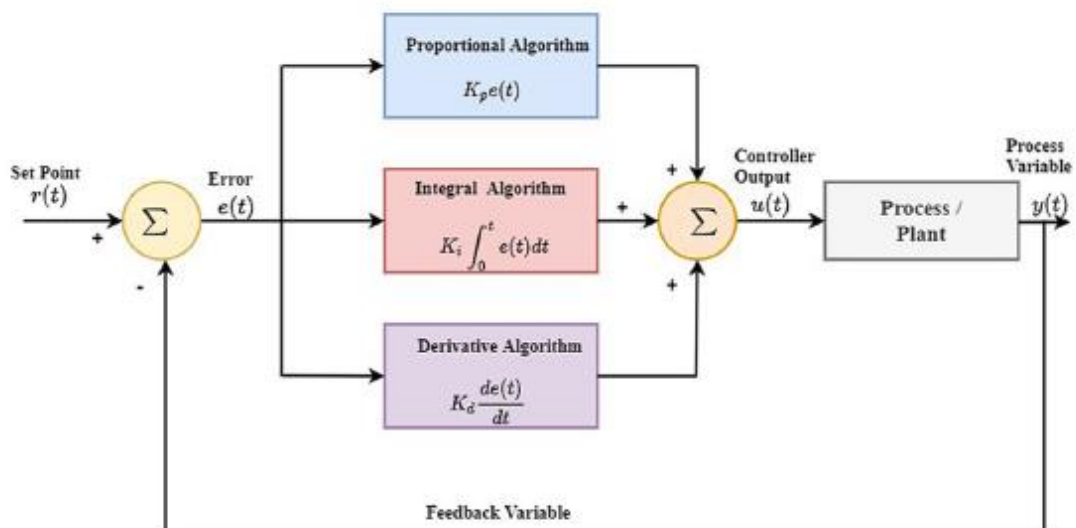 Proportional Algorithm
K_p e(t)
Set Point
r(t)
+
-
Σ
Error
e(t)
Integral Algorithm
K_i ∫_0^t e(t)dt
Derivative Algorithm
K_d de(t)/dt
+
+
+
Σ
Controller
Output
u(t)
Process /
Plant
Process
Variable
y(t)
Feedback Variable